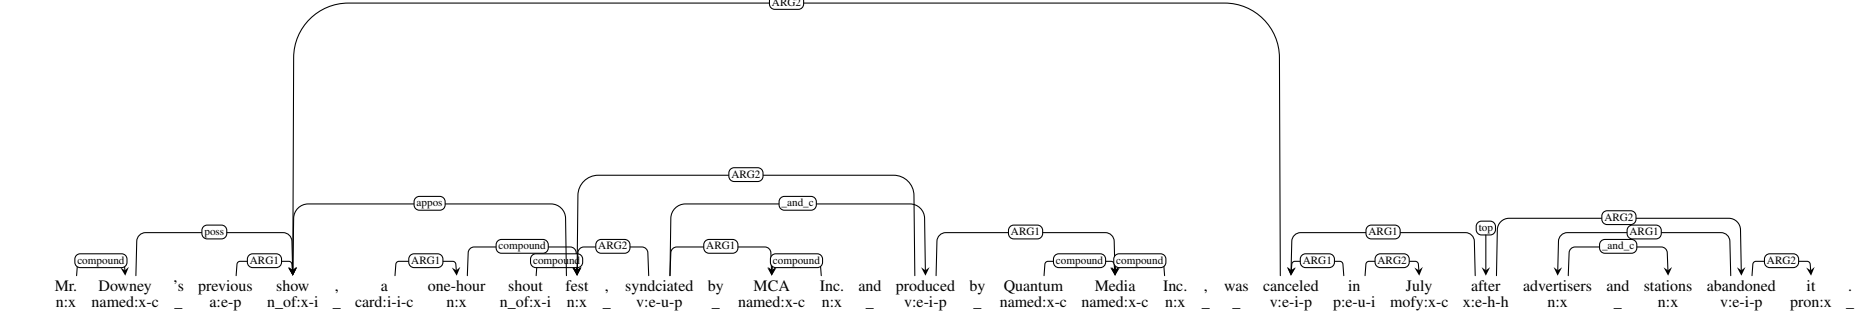 ARG2
ARG2
appos _and_c
poss ARG1 ARG1 top ARG2 ARG1
compound ARG2 ARG1 _and_c
compound ARG1 ARG1 compound compound compound compound ARG1 ARG2 ARG2
Mr. Downey 's previous show , a one-hour shout fest , syndciated by MCA Inc. and produced by Quantum Media Inc. , was canceled in July after advertisers and stations abandoned it .
n:x named:x-c _ a:e-p n_of:x-i _ card:i-i-c n:x n_of:x-i n:x _ v:e-u-p _ named:x-c n:x _ v:e-i-p _ named:x-c named:x-c n:x _ _ v:e-i-p p:e-u-i mofy:x-c x:e-h-h n:x _ n:x v:e-i-p pron:x _